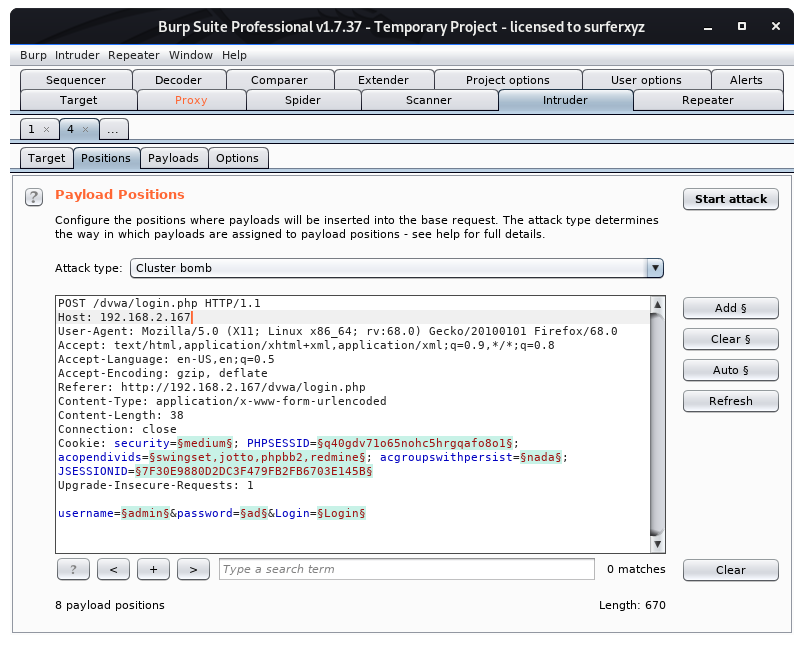 Burp Suite Professional v1.7.37 - Temporary Project - licensed to surferxyz
Burp Intruder Repeater Window Help
Sequencer Decoder Comparer Extender Project options User options Alerts
Target Proxy Spider Scanner Intruder Repeater
1 × 4 × ...
Target Positions Payloads Options
? Payload Positions
Start attack
Configure the positions where payloads will be inserted into the base request. The attack type determines
the way in which payloads are assigned to payload positions - see help for full details.
Attack type: Cluster bomb
POST /dvwa/login.php HTTP/1.1
Host: 192.168.2.167
User-Agent: Mozilla/5.0 (X11; Linux x86_64; rv:68.0) Gecko/20100101 Firefox/68.0
Accept: text/html,application/xhtml+xml,application/xml;q=0.9,*/*;q=0.8
Accept-Language: en-US,en;q=0.5
Accept-Encoding: gzip, deflate
Referer: http://192.168.2.167/dvwa/login.php
Content-Type: application/x-www-form-urlencoded
Content-Length: 38
Connection: close
Cookie: security=§medium§; PHPSESSID=§q40gdv71o65nohc5hrgqafo8o1§;
acopendivids=§swingset,jotto,phpbb2,redmine§; acgroupswithpersist=§nada§;
JSESSIONID=§7F30E9880D2DC3F479FB2FB6703E145B§
Upgrade-Insecure-Requests: 1
username=§admin§&password=§ad§&Login=§Login§
Add §
Clear §
Auto §
Refresh
? < + > Type a search term 0 matches Clear
8 payload positions Length: 670